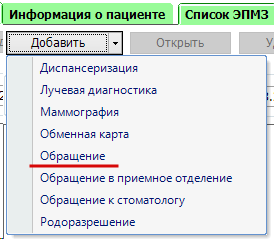 Информация о пациенте Список ЭПМЗ
Добавить Открыть
Диспансеризация
Лучевая диагностика
Маммография
Обменная карта
Обращение
Обращение в приемное отделение
Обращение к стоматологу
Родоразрешение